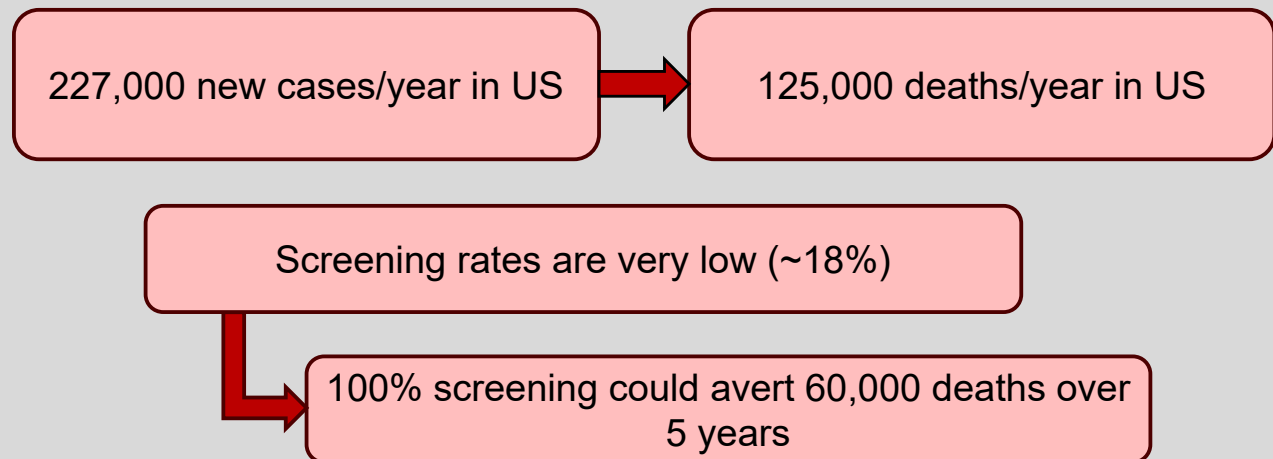 227,000 new cases/year in US
125,000 deaths/year in US
Screening rates are very low (~18%)
100% screening could avert 60,000 deaths over
5 years